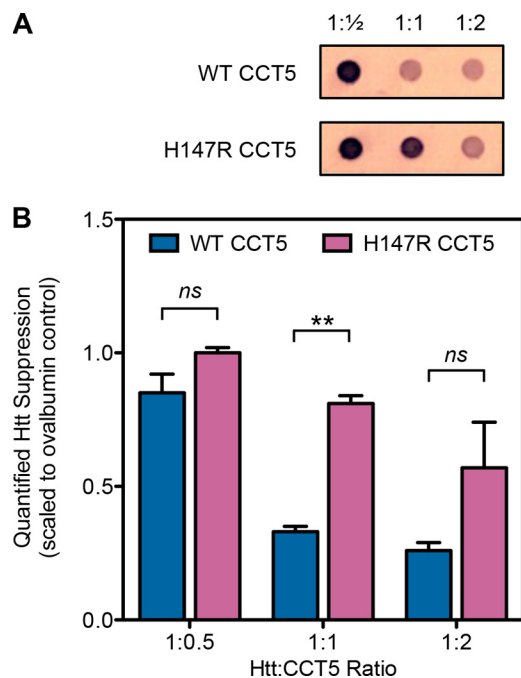 A
1:½ 1:1 1:2
WT CCT5
H147R CCT5
B
Quantified Htt Suppression
(scaled to ovalbumin control)
1.5
1.0
0.5
0.0
WT CCT5 H147R CCT5
ns
**
ns
1:0.5 1:1 1:2
Htt:CCT5 Ratio